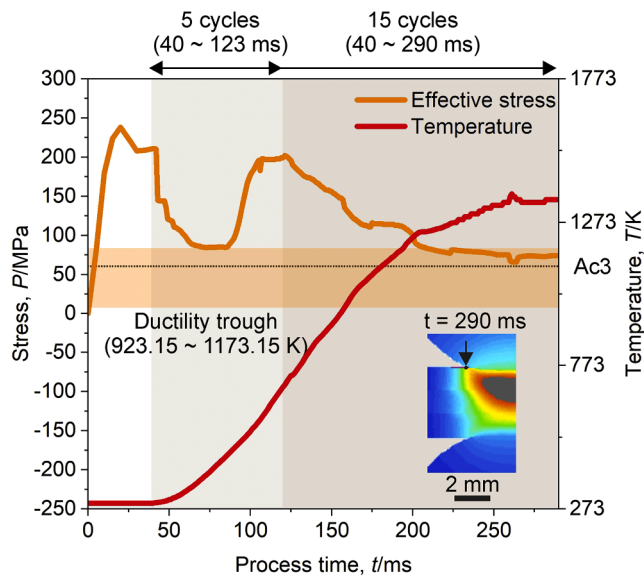 5 cycles
(40 ~ 123 ms)
15 cycles
(40 ~ 290 ms)
300
250
200
150
100
50
0
-50
-100
-150
-200
-250
Stress, P/MPa
Effective stress
Temperature
Ductility trough
(923.15 ~ 1173.15 K)
t = 290 ms
2 mm
1773
1273
Ac3
773
273
Temperature, T/K
0
50
100
150
200
250
Process time, t/ms